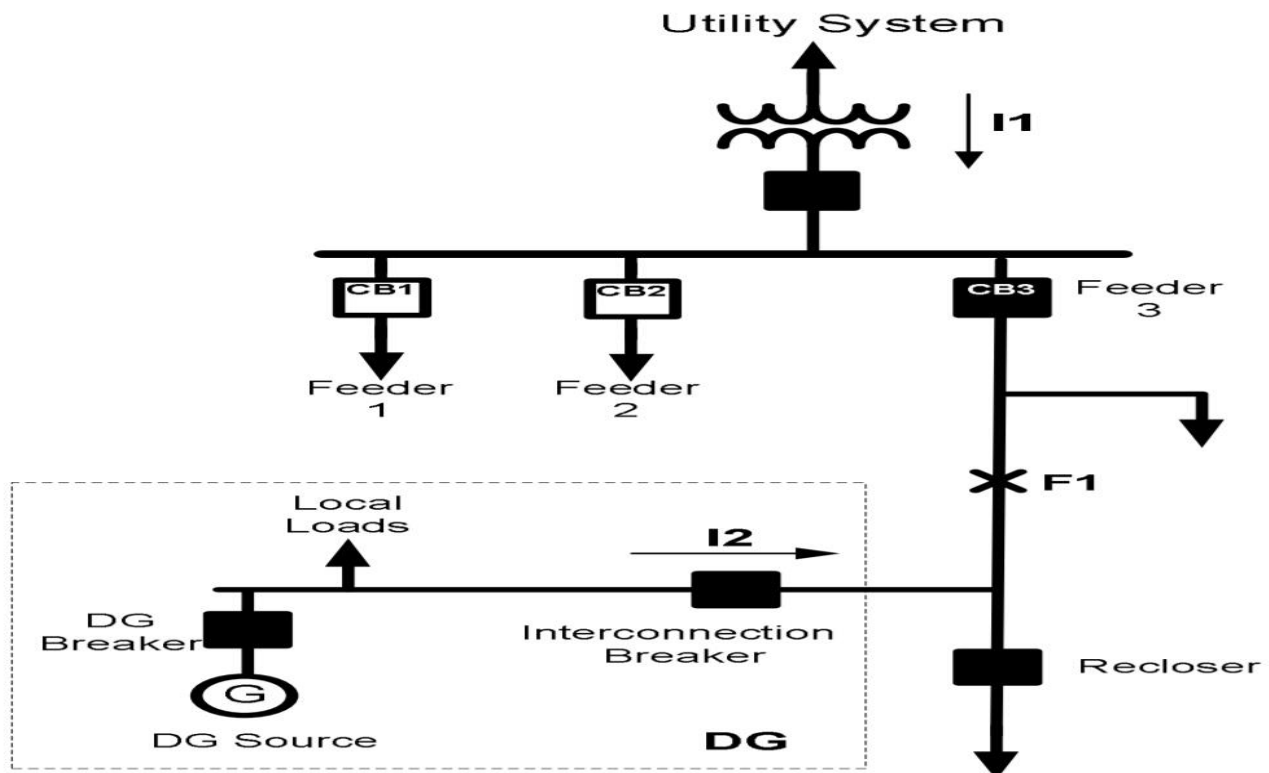 Utility System
I1
CB1
CB2
CB3
Feeder
3
Feeder
1
Feeder
2
F1
Local
Loads
I2
DG
Breaker
Interconnection
Breaker
Recloser
G
DG Source
DG